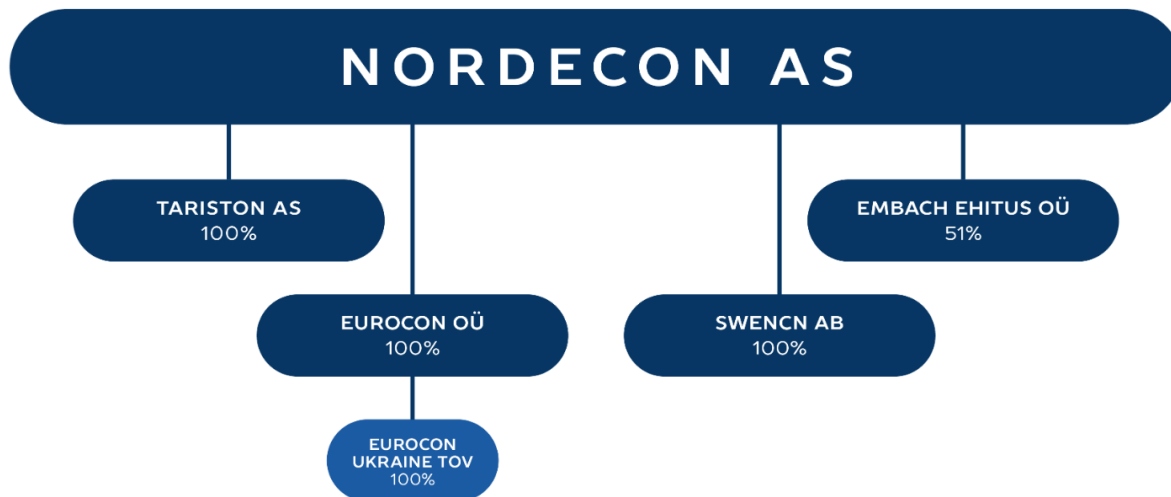 NORDECON AS
TARISTON AS
100%
EMBACH EHITUS OÜ
51%
EUROCON OÜ
100%
SWENCN AB
100%
EUROCON
UKRAINE TOV
100%